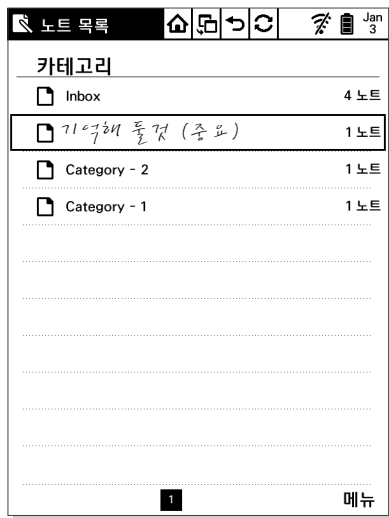 노트 목록
Jan
3
카테고리
Inbox 4 노트
기억해 둘것 (중요) 1 노트
Category - 2 1 노트
Category - 1 1 노트
1 메뉴